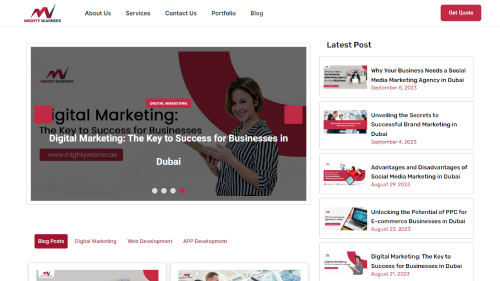 MIGHTY WARNERS
About Us
Services
Contact Us
Portfolio
Blog
Get Quote
MIGHTY WARNERS
DIGITAL MARKETING
Digital Marketing:
The Key to Success for Businesses
Digital Marketing: The Key to Success for Businesses in
Dubai
www.mightywarner.com
Latest Post
Why Your Business Needs a Social
Media Marketing Agency in Dubai
September 8, 2023
Unveiling the Secrets to
Successful Brand Marketing in
Dubai
September 4, 2023
Advantages and Disadvantages of
Social Media Marketing in Dubai
August 29, 2023
Unlocking the Potential of PPC for
E-commerce Businesses in Dubai
August 23, 2023
Digital Marketing: The Key to
Success for Businesses in Dubai
August 21, 2023
Blog Posts
Digital Marketing
Web Development
APP Development